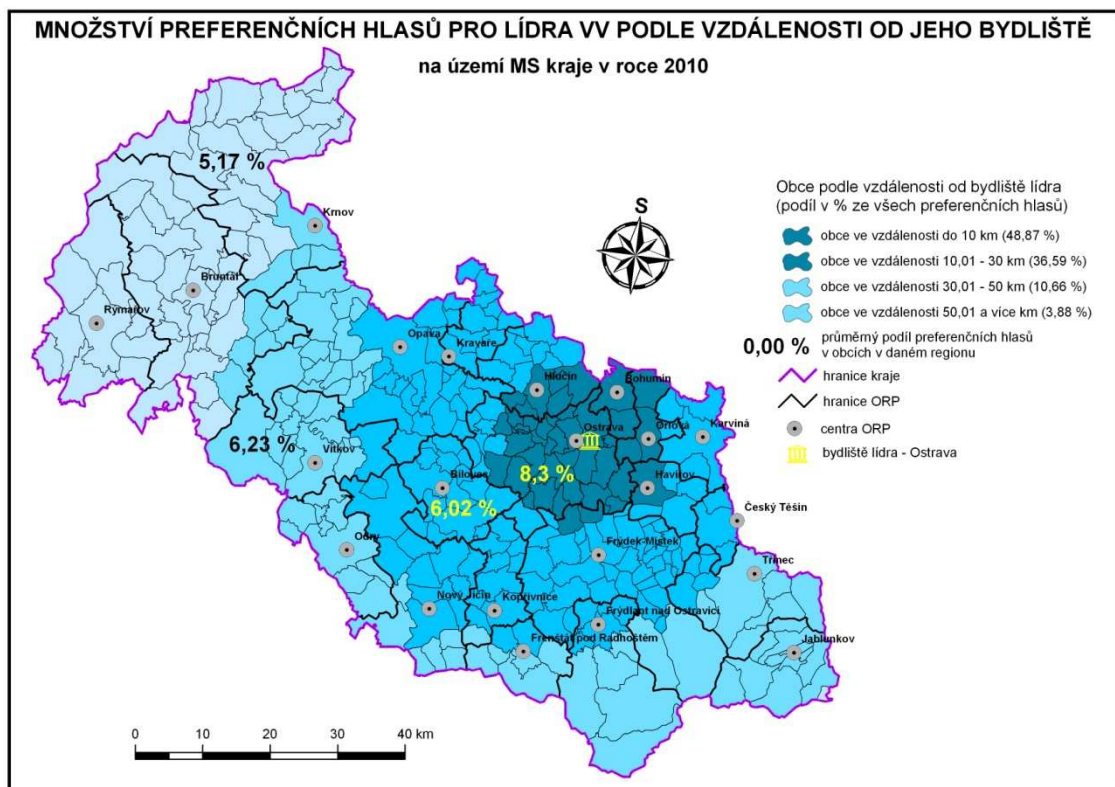 MNOŽSTVÍ PREFERENČNÍCH HLASŮ PRO LÍDRA VV PODLE VZDÁLENOSTI OD JEHO BYDLIŠTĚ
na území MS kraje v roce 2010
5,17 %
Krnov
Bruntál
Rýmařov
S
Obce podle vzdálenosti od bydliště lídra
(podíl v % ze všech preferenčních hlasů)
obce ve vzdálenosti do 10 km (48,87 %)
obce ve vzdálenosti 10,01 - 30 km (36,59 %)
obce ve vzdálenosti 30,01 - 50 km (10,66 %)
obce ve vzdálenosti 50,01 a více km (3,88 %)
0,00 % průměrný podíl preferenčních hlasů
v obcích v daném regionu
hranice kraje
hranice ORP
centra ORP
bydliště lídra - Ostrava
Opava
Kravaře
Hlučín
Bohumín
Ostrava
Orlová
Karviná
6,23 %
Vítkov
8,3 %
Bílovec
Havířov
6,02 %
Český Těšín
Odry
Frýdek-Místek
Třinec
Nový Jičín
Kopřivnice
Frýdlant nad Ostravicí
Frenštát pod Radhoštěm
Jablunkov
0 10 20 30 40 km